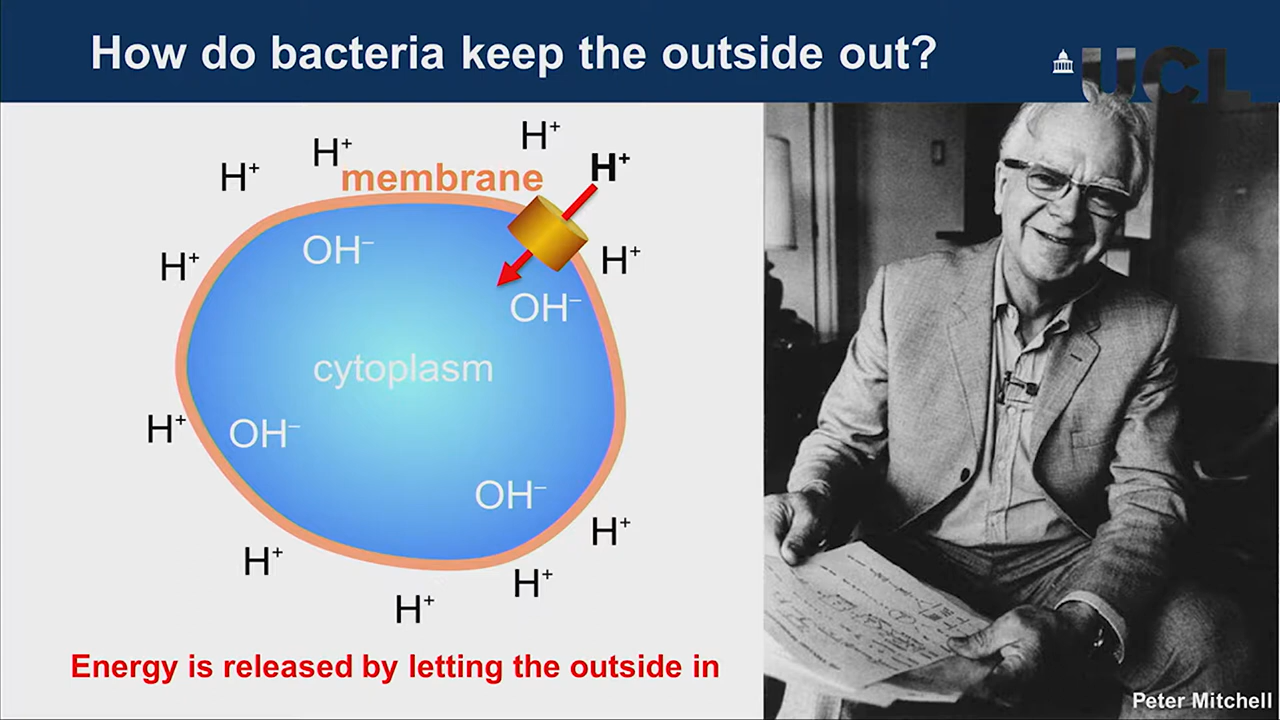 How do bacteria keep the outside out?
UCL
H⁺
H⁺
H⁺
H⁺
membrane
OH⁻
H⁺
H⁺
OH⁻
cytoplasm
H⁺
OH⁻
OH⁻
H⁺
H⁺
H⁺
H⁺
Energy is released by letting the outside in
Peter Mitchell